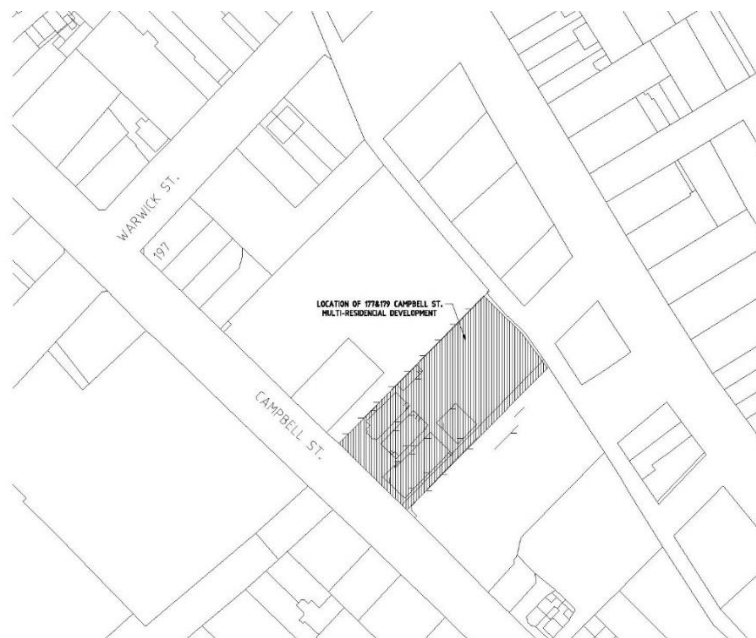 WARWICK ST.
197
LOCATION OF 177&179 CAMPBELL ST.
MULTI-RESIDENCIAL DEVELOPMENT
CAMPBELL ST.